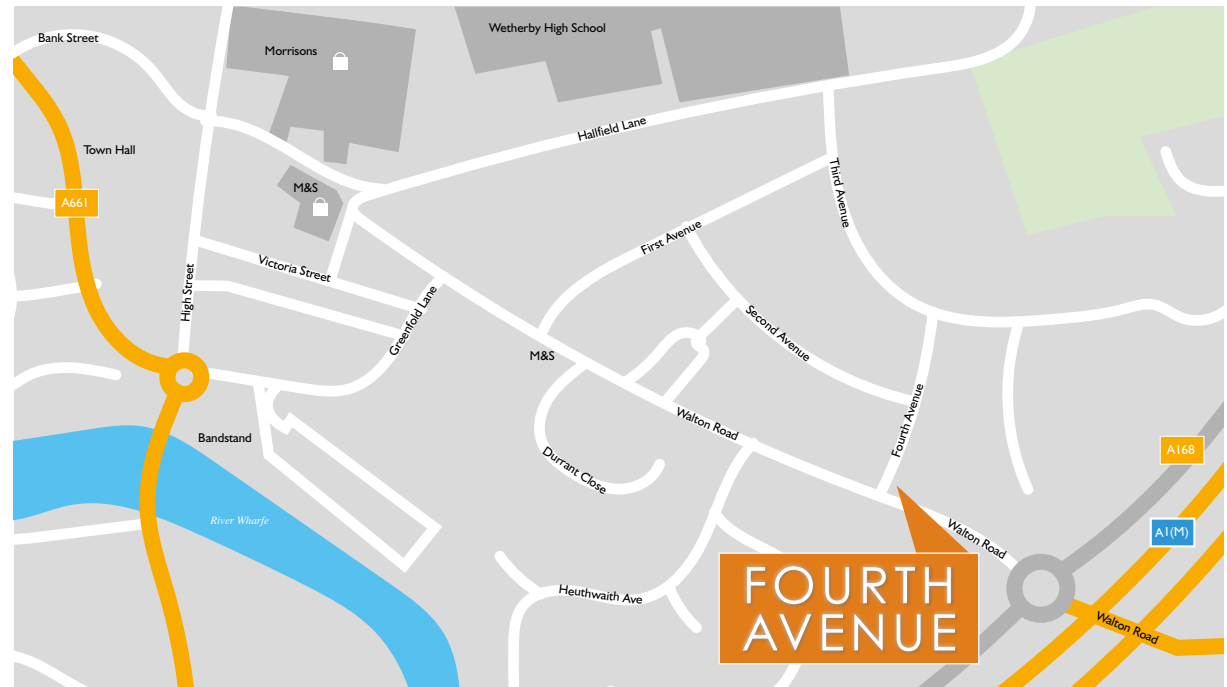 Bank Street
Morrisons
Wetherby High School
Hallfield Lane
Town Hall
M&S
Third Avenue
A661
First Avenue
Victoria Street
High Street
Greenfold Lane
Second Avenue
M&S
Fourth Avenue
Walton Road
Bandstand
A168
Durrant Close
River Wharfe
Walton Road
A1(M)
Heuthwaith Ave
FOURTH
AVENUE
Walton Road